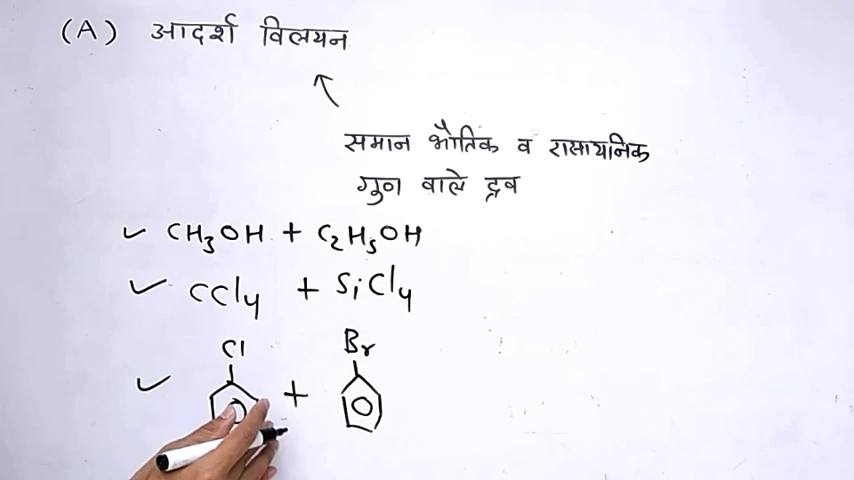 (A) आदर्श विलयन
समान भौतिक व रासायनिक
गुण वाले द्रव
✓ CH₃OH + C₂H₅OH
✓ CCl₄ + SiCl₄
Cl Br
✓ +